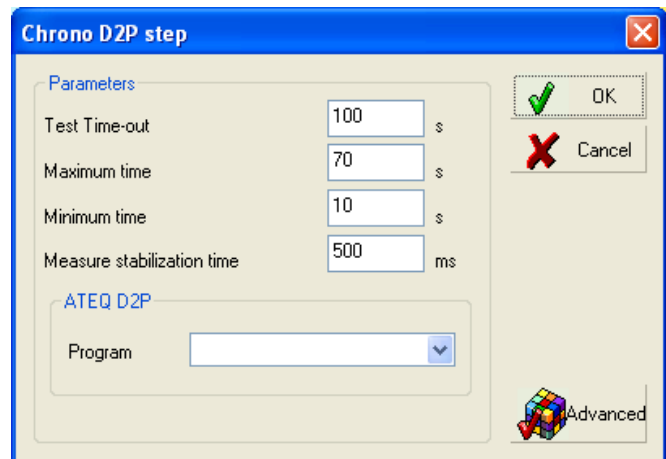 Chrono D2P step
Parameters
Test Time-out 100 s
Maximum time 70 s
Minimum time 10 s
Measure stabilization time 500 ms
ATEQ D2P
Program
OK
Cancel
Advanced